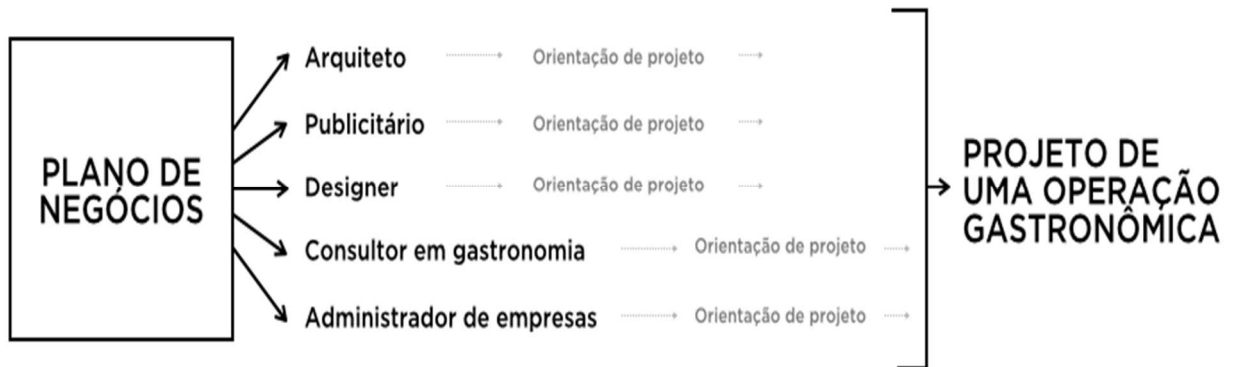 PLANO DE
NEGÓCIOS
Arquiteto
Orientação de projeto
Publicitário
Orientação de projeto
Designer
Orientação de projeto
Consultor em gastronomia
Orientação de projeto
Administrador de empresas
Orientação de projeto
PROJETO DE
UMA OPERAÇÃO
GASTRONÔMICA